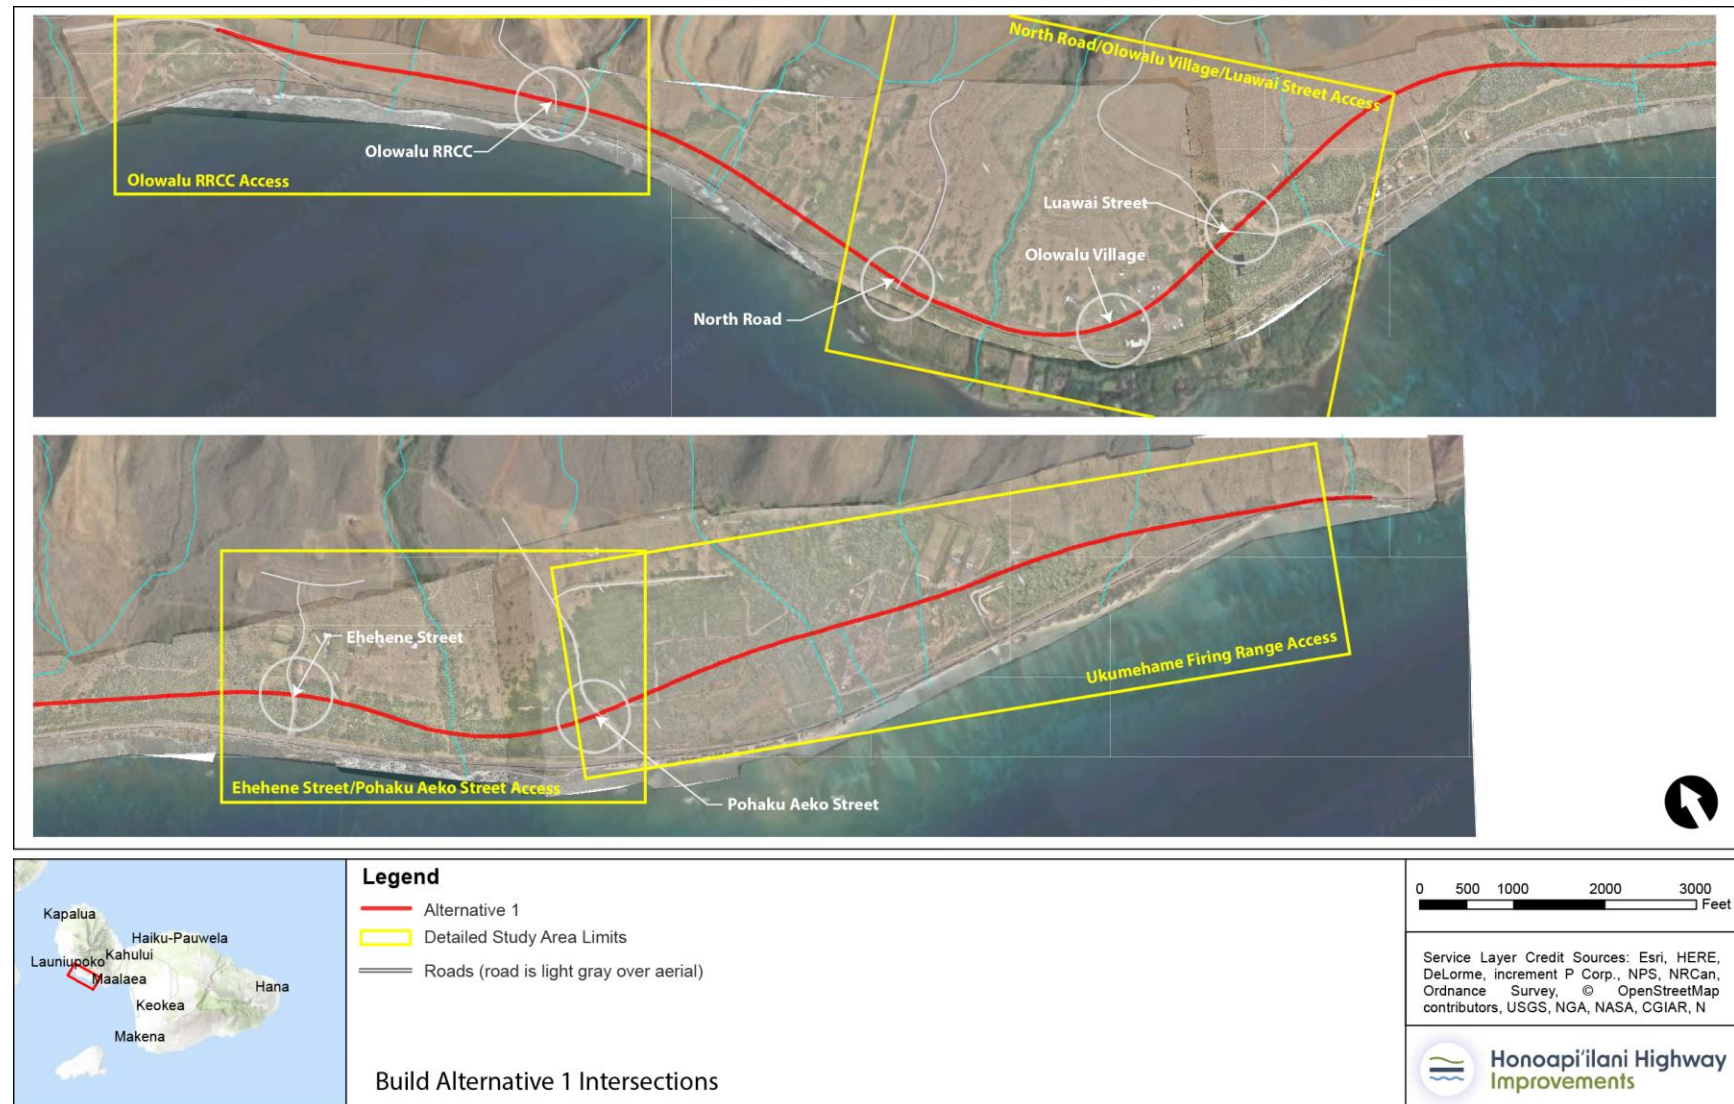 North Road/Olowalu Village/Luawai Street Access
Olowalu RRCC
Olowalu RRCC Access
Luawai Street
Olowalu Village
North Road
Ehehene Street
Ukumehame Firing Range Access
Ehehene Street/Pohaku Aeko Street Access
Pohaku Aeko Street
Kapalua
Haiku-Pauwela
Launiupoko
Kahului
Maalaea
Hana
Keokea
Makena
Legend
Alternative 1
Detailed Study Area Limits
Roads (road is light gray over aerial)
Build Alternative 1 Intersections
0 500 1000 2000 3000
Feet
Service Layer Credit Sources: Esri, HERE,
DeLorme, increment P Corp., NPS, NRCan,
Ordnance Survey, © OpenStreetMap
contributors, USGS, NGA, NASA, CGIAR, N
Honoapi'ilani Highway
Improvements